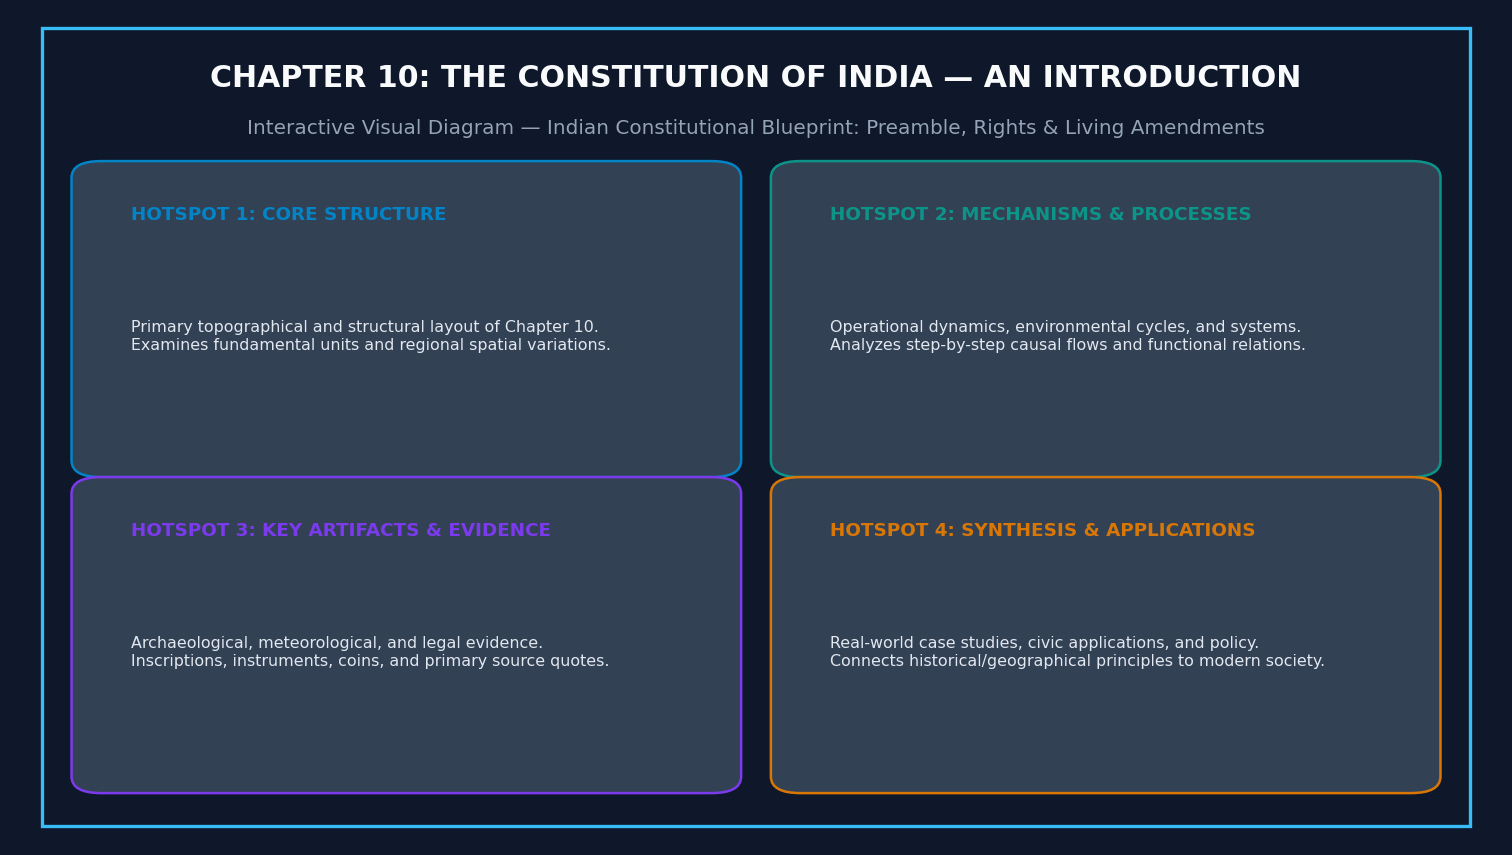 CHAPTER 10: THE CONSTITUTION OF INDIA — AN INTRODUCTION
Interactive Visual Diagram — Indian Constitutional Blueprint: Preamble, Rights & Living Amendments
HOTSPOT 1: CORE STRUCTURE
Primary topographical and structural layout of Chapter 10.
Examines fundamental units and regional spatial variations.
HOTSPOT 2: MECHANISMS & PROCESSES
Operational dynamics, environmental cycles, and systems.
Analyzes step-by-step causal flows and functional relations.
HOTSPOT 3: KEY ARTIFACTS & EVIDENCE
Archaeological, meteorological, and legal evidence.
Inscriptions, instruments, coins, and primary source quotes.
HOTSPOT 4: SYNTHESIS & APPLICATIONS
Real-world case studies, civic applications, and policy.
Connects historical/geographical principles to modern society.